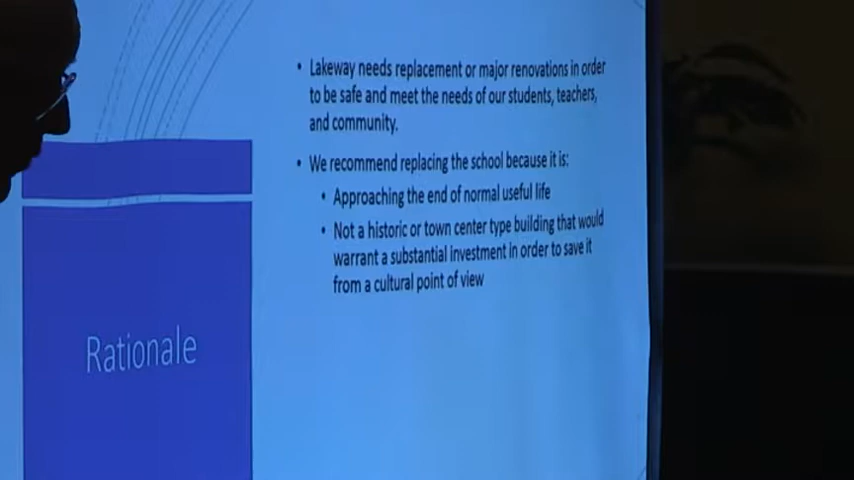 • Lakeway needs replacement or major renovations in order
to be safe and meet the needs of our students, teachers,
and community.
• We recommend replacing the school because it is:
• Approaching the end of normal useful life
• Not a historic or town center type building that would
warrant a substantial investment in order to save it
from a cultural point of view
Rationale